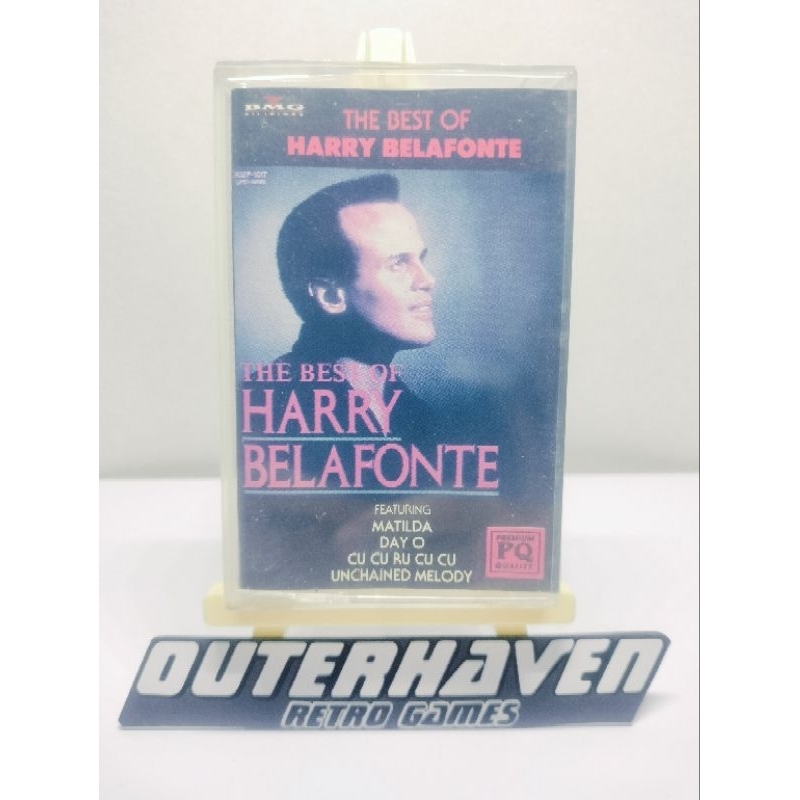 BMG
THE BEST OF
HARRY BELAFONTE
THE BEST OF
HARRY
BELAFONTE
FEATURING
MATILDA
DAY O
CU CU RU CU CU
UNCHAINED MELODY
PREMIUM
PQ
QUALITY
OUTERHAVEN
RETRO GAMES